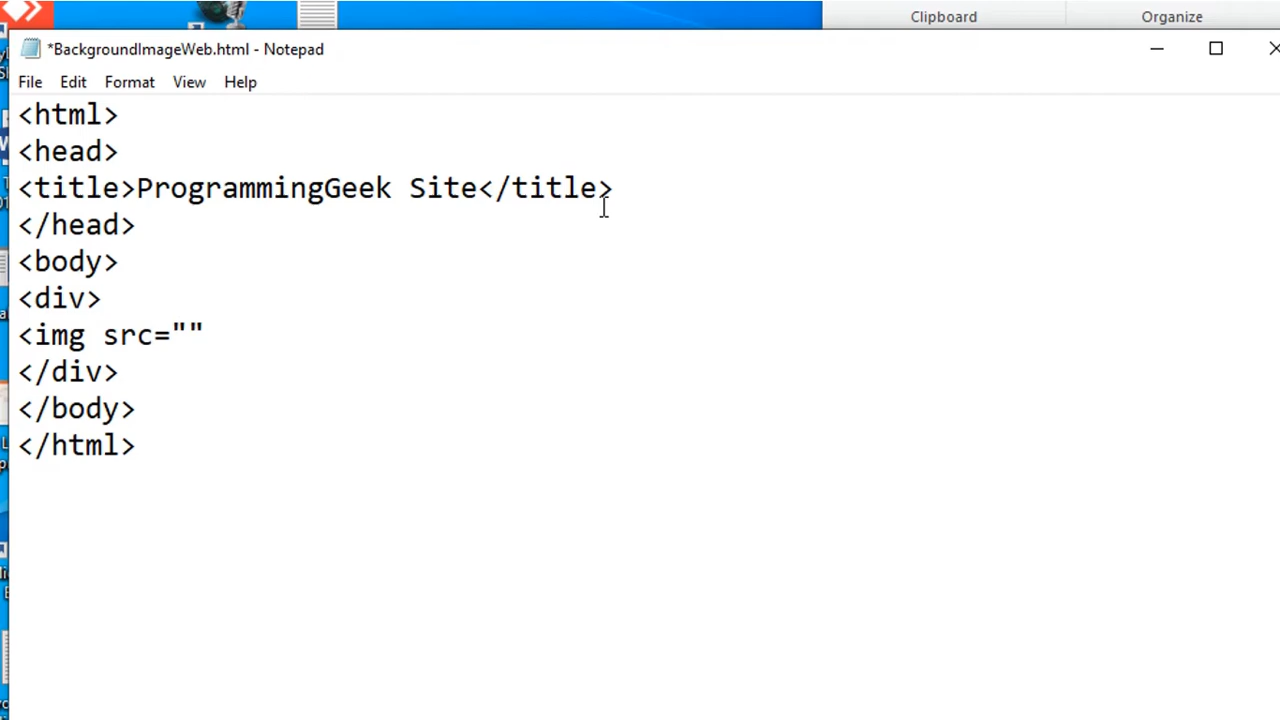 Clipboard Organize
*BackgroundImageWeb.html - Notepad
File Edit Format View Help
<html>
<head>
<title>ProgrammingGeek Site</title>
</head>
<body>
<div>
<img src=""
</div>
</body>
</html>